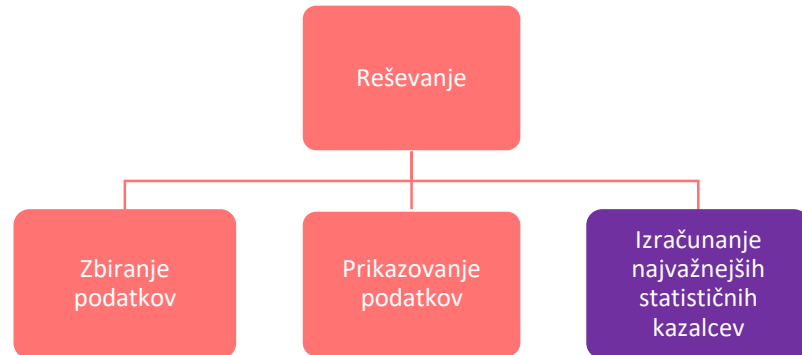 Reševanje
Zbiranje
podatkov
Prikazovanje
podatkov
Izračunanje
najvažnejših
statističnih
kazalcev